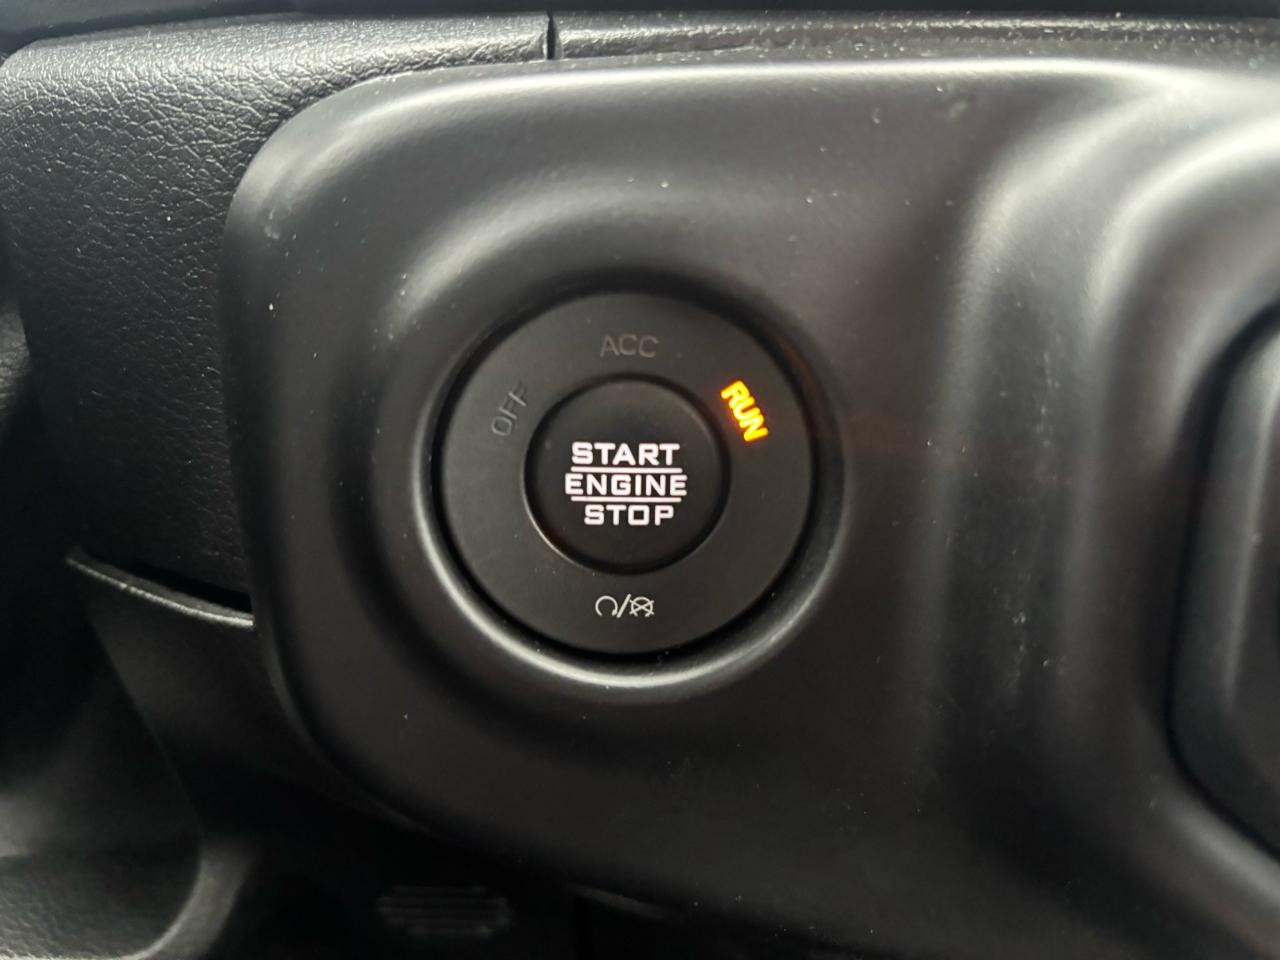 ACC
OFF
RUN
START
ENGINE
STOP